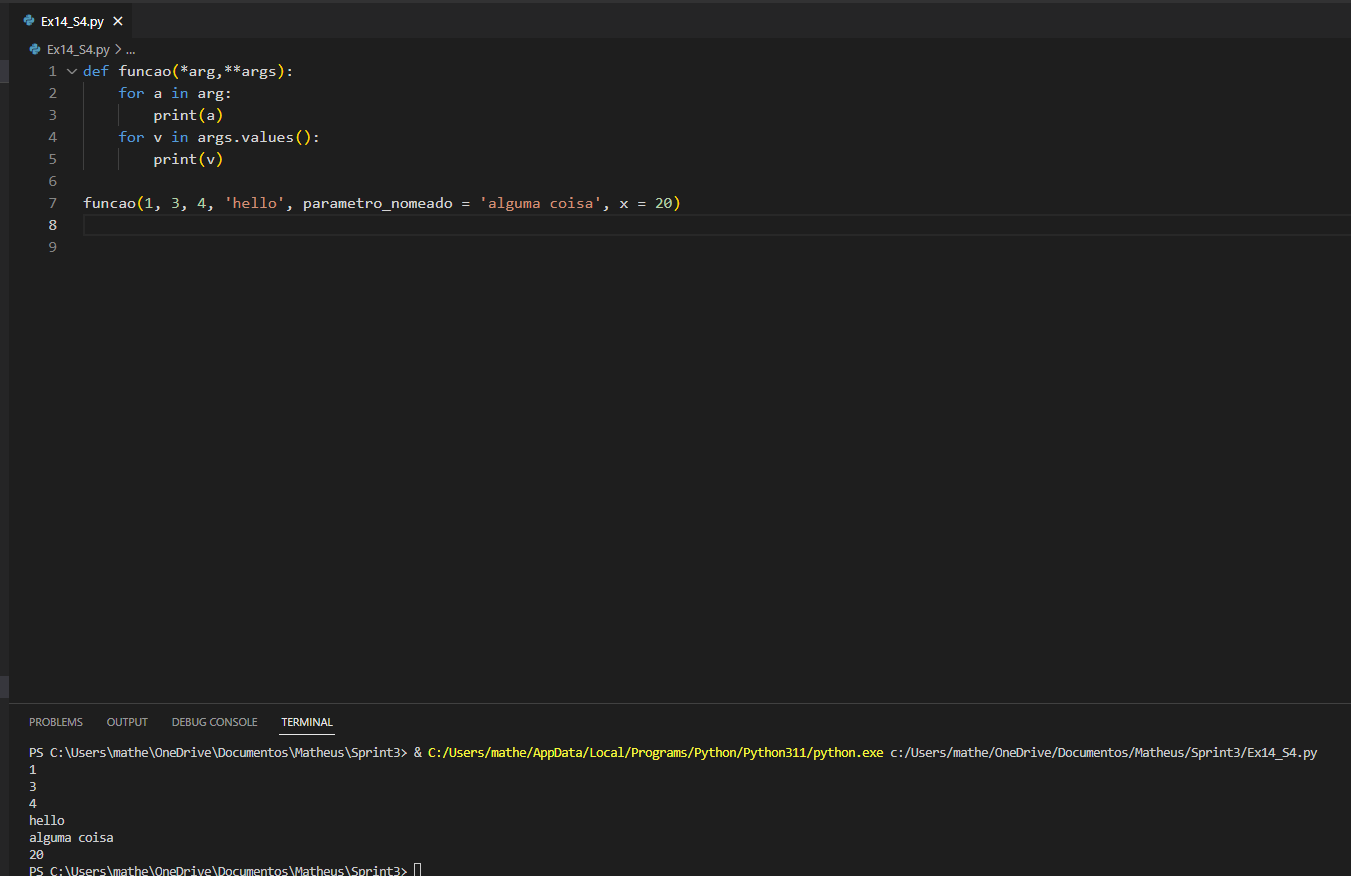 Ex14_S4.py ×
Ex14_S4.py > ...
1 def funcao(*arg,**args):
2     for a in arg:
3         print(a)
4     for v in args.values():
5         print(v)
6
7 funcao(1, 3, 4, 'hello', parametro_nomeado = 'alguma coisa', x = 20)
8
9
PROBLEMS OUTPUT DEBUG CONSOLE TERMINAL
PS C:\Users\mathe\OneDrive\Documentos\Matheus\Sprint3> & C:/Users/mathe/AppData/Local/Programs/Python/Python311/python.exe c:/Users/mathe/OneDrive/Documentos/Matheus/Sprint3/Ex14_S4.py
1
3
4
hello
alguma coisa
20
PS C:\Users\mathe\OneDrive\Documentos\Matheus\Sprint3>